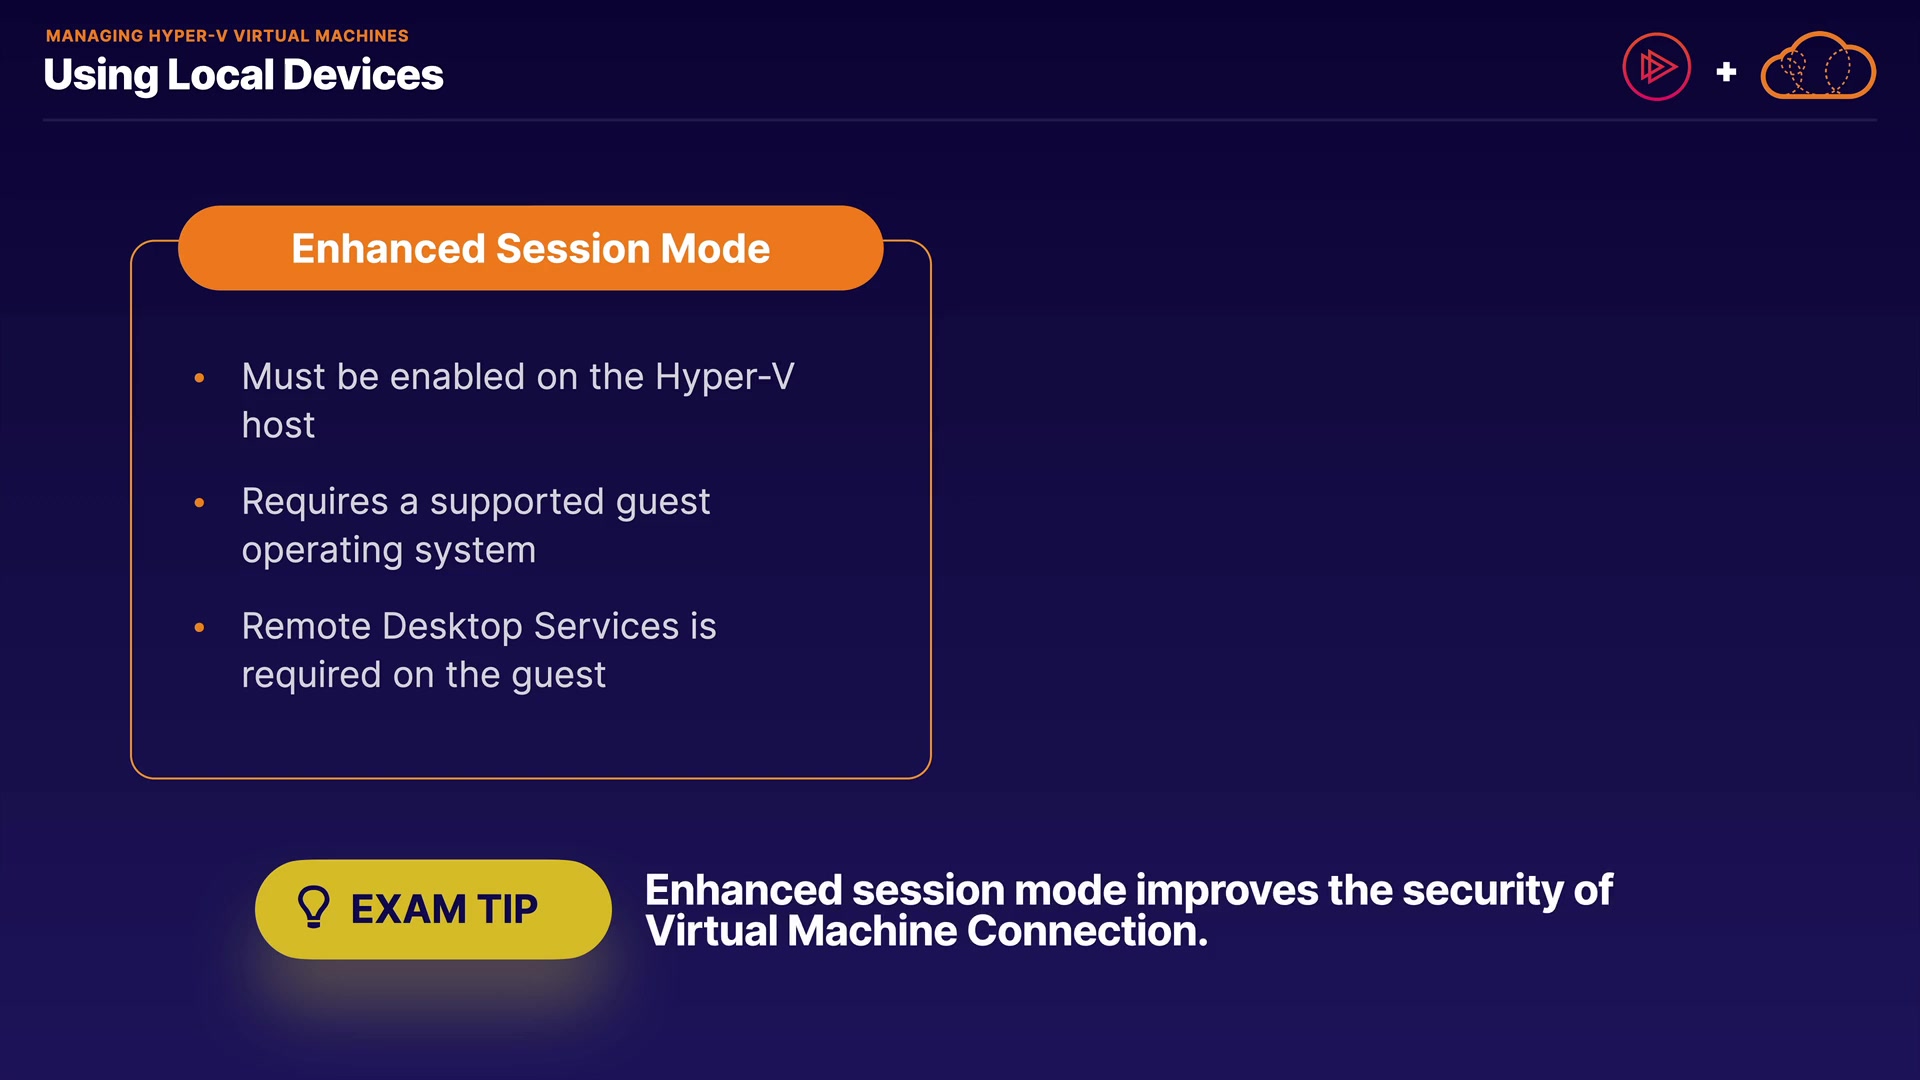 MANAGING HYPER-V VIRTUAL MACHINES
Using Local Devices
+
Enhanced Session Mode
• Must be enabled on the Hyper-V
host
• Requires a supported guest
operating system
• Remote Desktop Services is
required on the guest
EXAM TIP
Enhanced session mode improves the security of
Virtual Machine Connection.